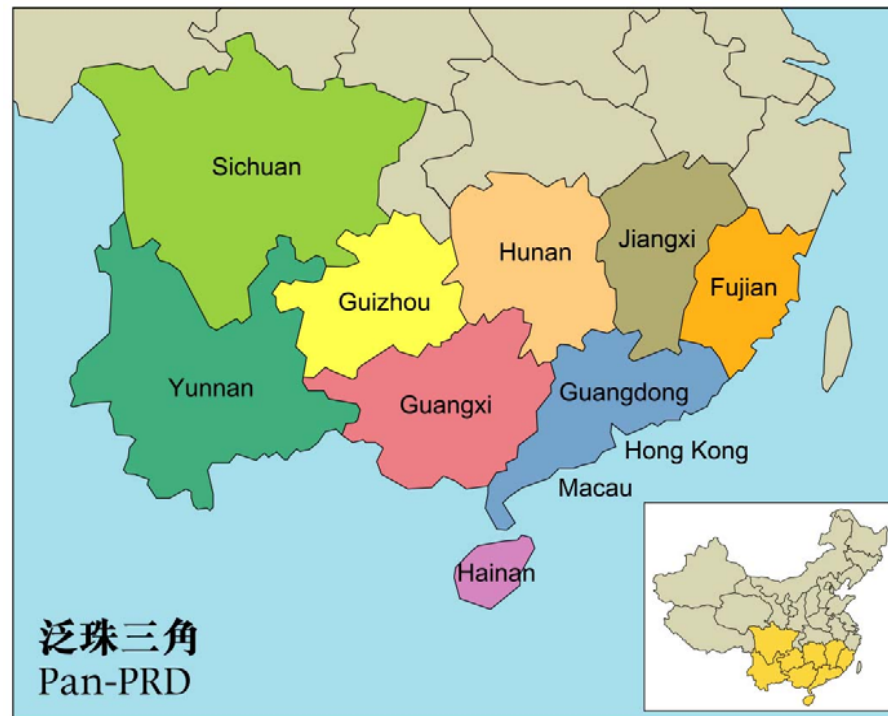 Sichuan
Jiangxi
Hunan
Fujian
Guizhou
Yunnan
Guangxi
Guangdong
Hong Kong
Macau
Hainan
泛珠三角
Pan-PRD